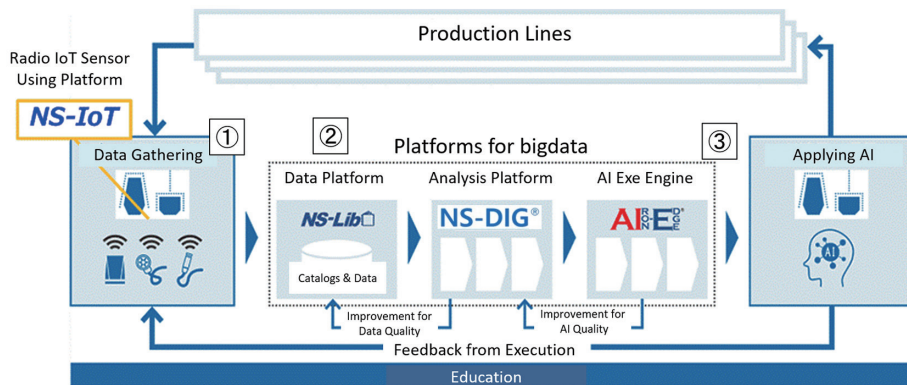 Production Lines
Radio IoT Sensor
Using Platform
NS-IoT
①
Data Gathering
②
Platforms for bigdata
③
Data Platform
NS-Lib
Catalogs & Data
Analysis Platform
NS-DIG®
AI Exe Engine
AIRON EDGE®
Applying AI
AI
Improvement for
Data Quality
Improvement for
AI Quality
Feedback from Execution
Education